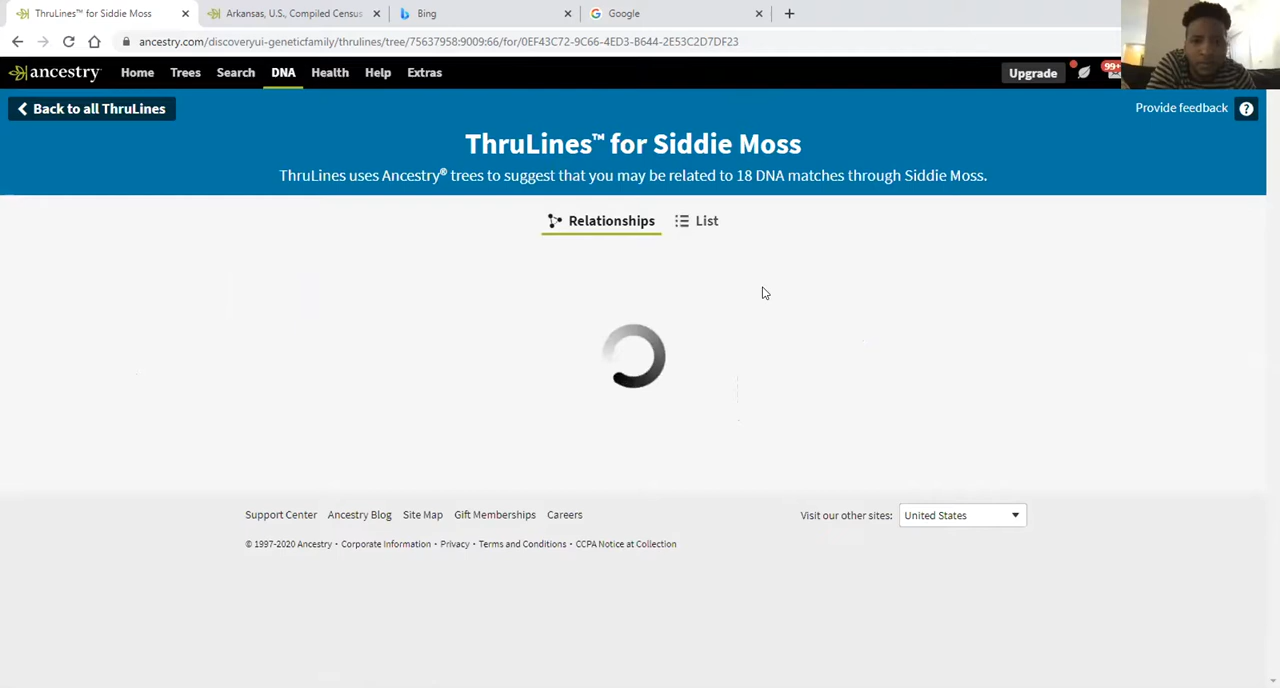 ThruLines™ for Siddie Moss
Arkansas, U.S., Compiled Census
Bing
Google
ancestry.com/discoveryui-geneticfamily/thrulines/tree/75637958:9009:66/for/0EF43C72-9C66-4ED3-B644-2E53C2D7DF23
ancestry Home Trees Search DNA Health Help Extras Upgrade 99+
Back to all ThruLines
Provide feedback ?
ThruLines™ for Siddie Moss
ThruLines uses Ancestry® trees to suggest that you may be related to 18 DNA matches through Siddie Moss.
Relationships List
Support Center Ancestry Blog Site Map Gift Memberships Careers
Visit our other sites: United States
© 1997-2020 Ancestry • Corporate Information • Privacy • Terms and Conditions • CCPA Notice at Collection